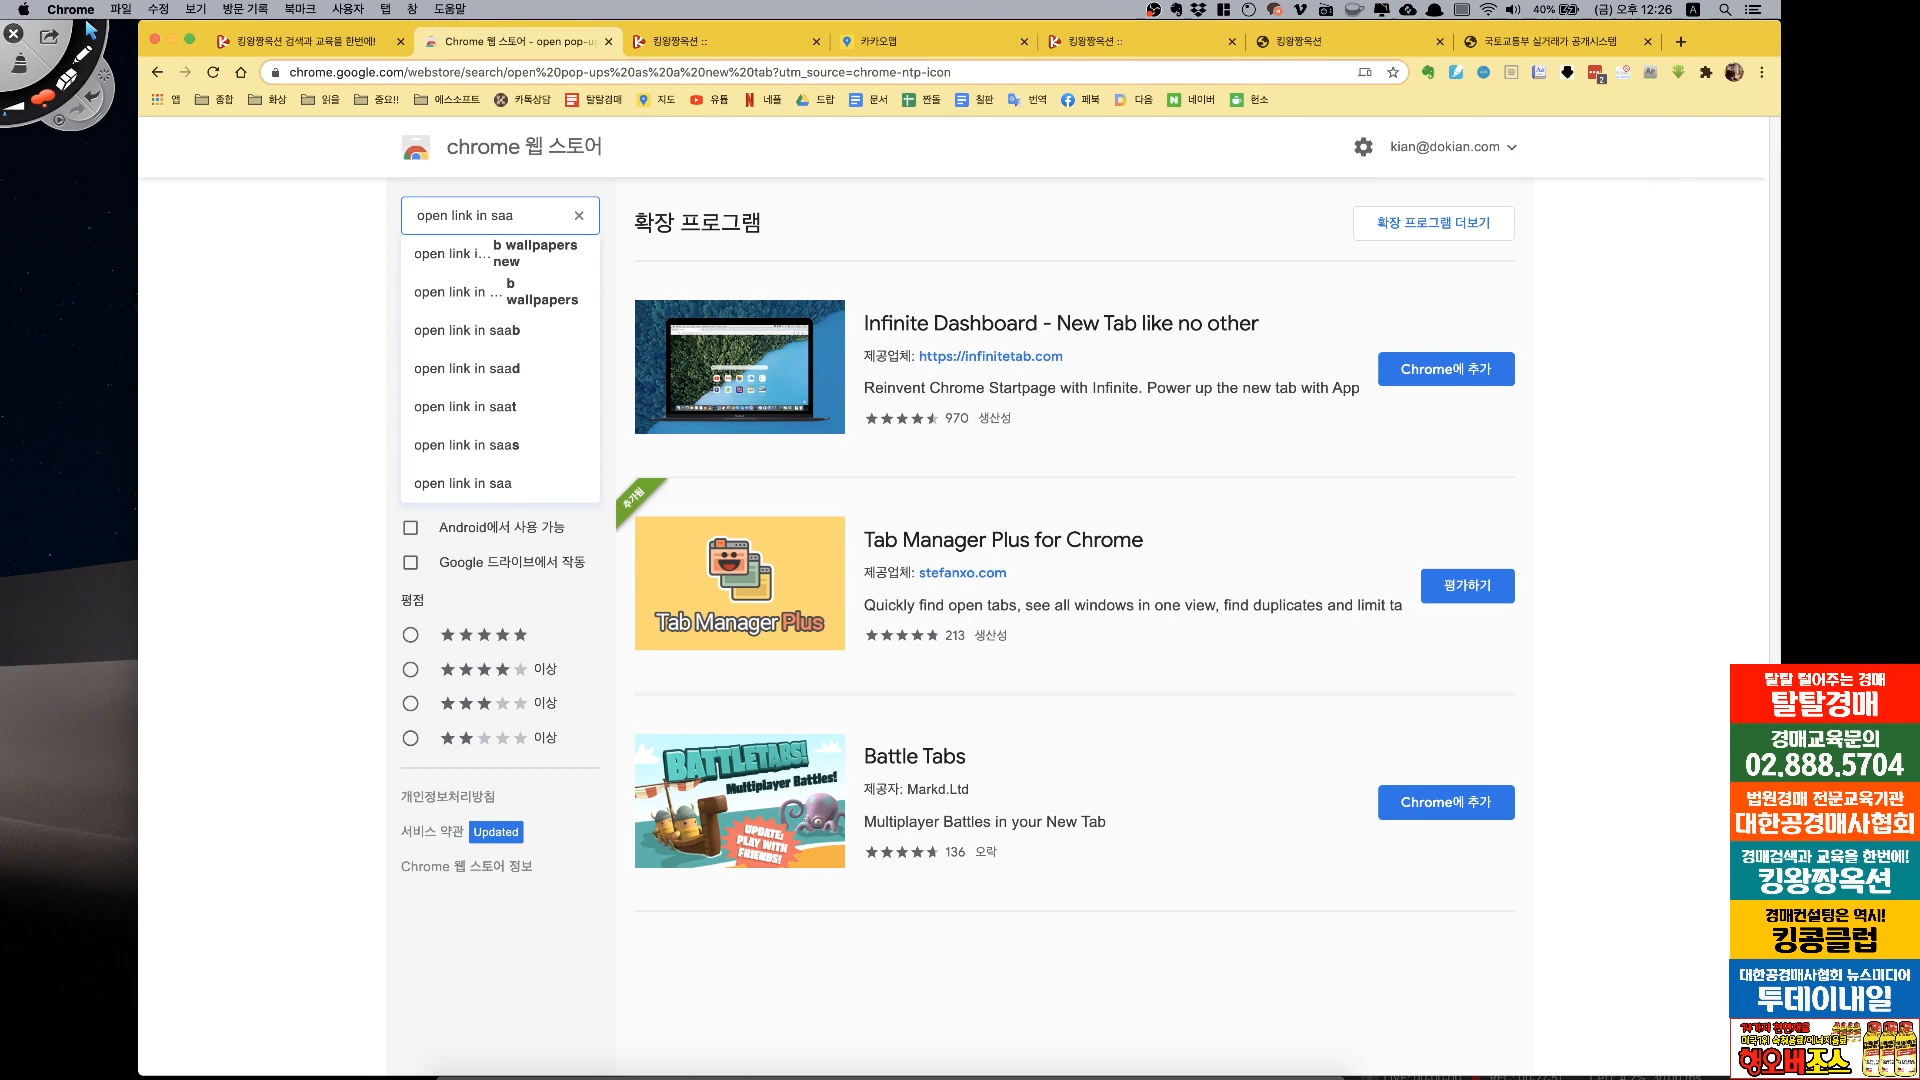 Chrome 파일 수정 보기 방문 기록 북마크 사용자 탭 창 도움말
40% (금) 오후 12:26 A
킹왕짱옥션 검색과 교육을 한번에!
Chrome 웹 스토어 - open pop-up
킹왕짱옥션 ::
카카오맵
킹왕짱옥션 ::
킹왕짱옥션
국토교통부 실거래가 공개시스템
chrome.google.com/webstore/search/open%20pop-ups%20as%20a%20new%20tab?utm_source=chrome-ntp-icon
앱 종합 화상 읽을 중요!! 에스소프트 카톡상담 탈탈경매 지도 유튭 네플 드랍 문서 짠돌 칠판 번역 페북 다음 네이버 헌소
chrome 웹 스토어
kian@dokian.com
open link in saa
open link i... b wallpapers new
open link in ... b wallpapers
open link in saab
open link in saad
open link in saat
open link in saas
open link in saa
Android에서 사용 가능
Google 드라이브에서 작동
평점
이상
이상
이상
개인정보처리방침
서비스 약관 Updated
Chrome 웹 스토어 정보
확장 프로그램
확장 프로그램 더보기
Infinite Dashboard - New Tab like no other
제공업체: https://infinitetab.com
Reinvent Chrome Startpage with Infinite. Power up the new tab with App
970 생산성
Chrome에 추가
추가됨
Tab Manager Plus
Tab Manager Plus for Chrome
제공업체: stefanxo.com
Quickly find open tabs, see all windows in one view, find duplicates and limit ta
213 생산성
평가하기
BATTLETABS!
Multiplayer Battles!
UPDATE:
PLAY WITH
FRIENDS!
Battle Tabs
제공자: Markd.Ltd
Multiplayer Battles in your New Tab
136 오락
Chrome에 추가
탈탈 털어주는 경매
탈탈경매
경매교육문의
02.888.5704
법원경매 전문교육기관
대한공경매사협회
경매검색과 교육을 한번에!
킹왕짱옥션
경매컨설팅은 역시!
킹콩클럽
대한공경매사협회 뉴스미디어
투데이내일
14가지 천연재료
행오버죠스